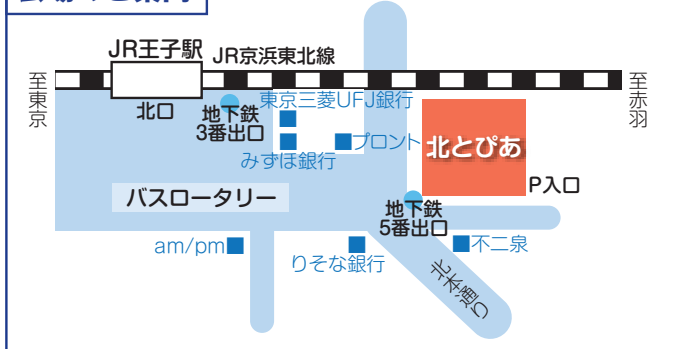 JR王子駅
JR京浜東北線
至東京
至赤羽
北口
地下鉄
3番出口
東京三菱UFJ銀行
プロント
みずほ銀行
北とぴあ
P入口
バスロータリー
地下鉄
5番出口
am/pm
りそな銀行
不二泉
北本通り